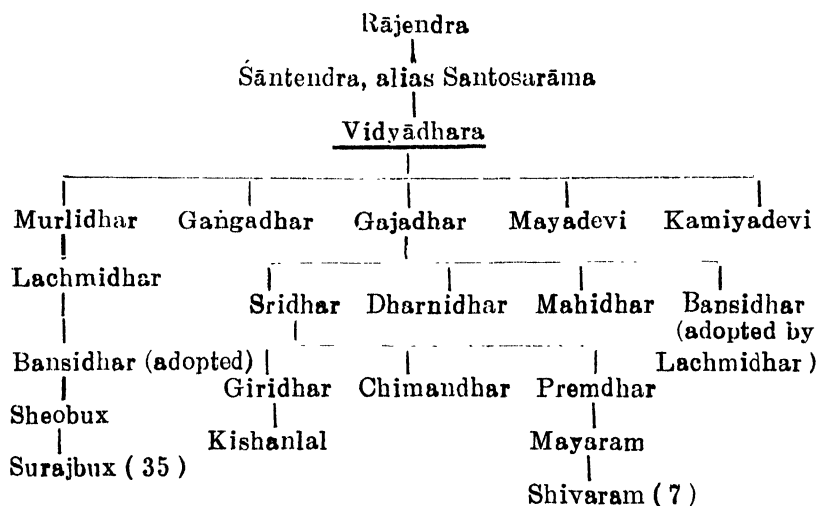 Rājendra
Śāntendra, alias Santosarāma
Vidyādhara
Murlidhar Gaṅgadhar Gajadhar Mayadevi Kamiyadevi
Lachmidhar
Sridhar Dharnidhar Mahidhar Bansidhar
(adopted by
Bansidhar (adopted) Lachmidhar)
Giridhar Chimandhar Premdhar
Sheobux
Kishanlal Mayaram
Surajbux (35)
Shivaram (7)